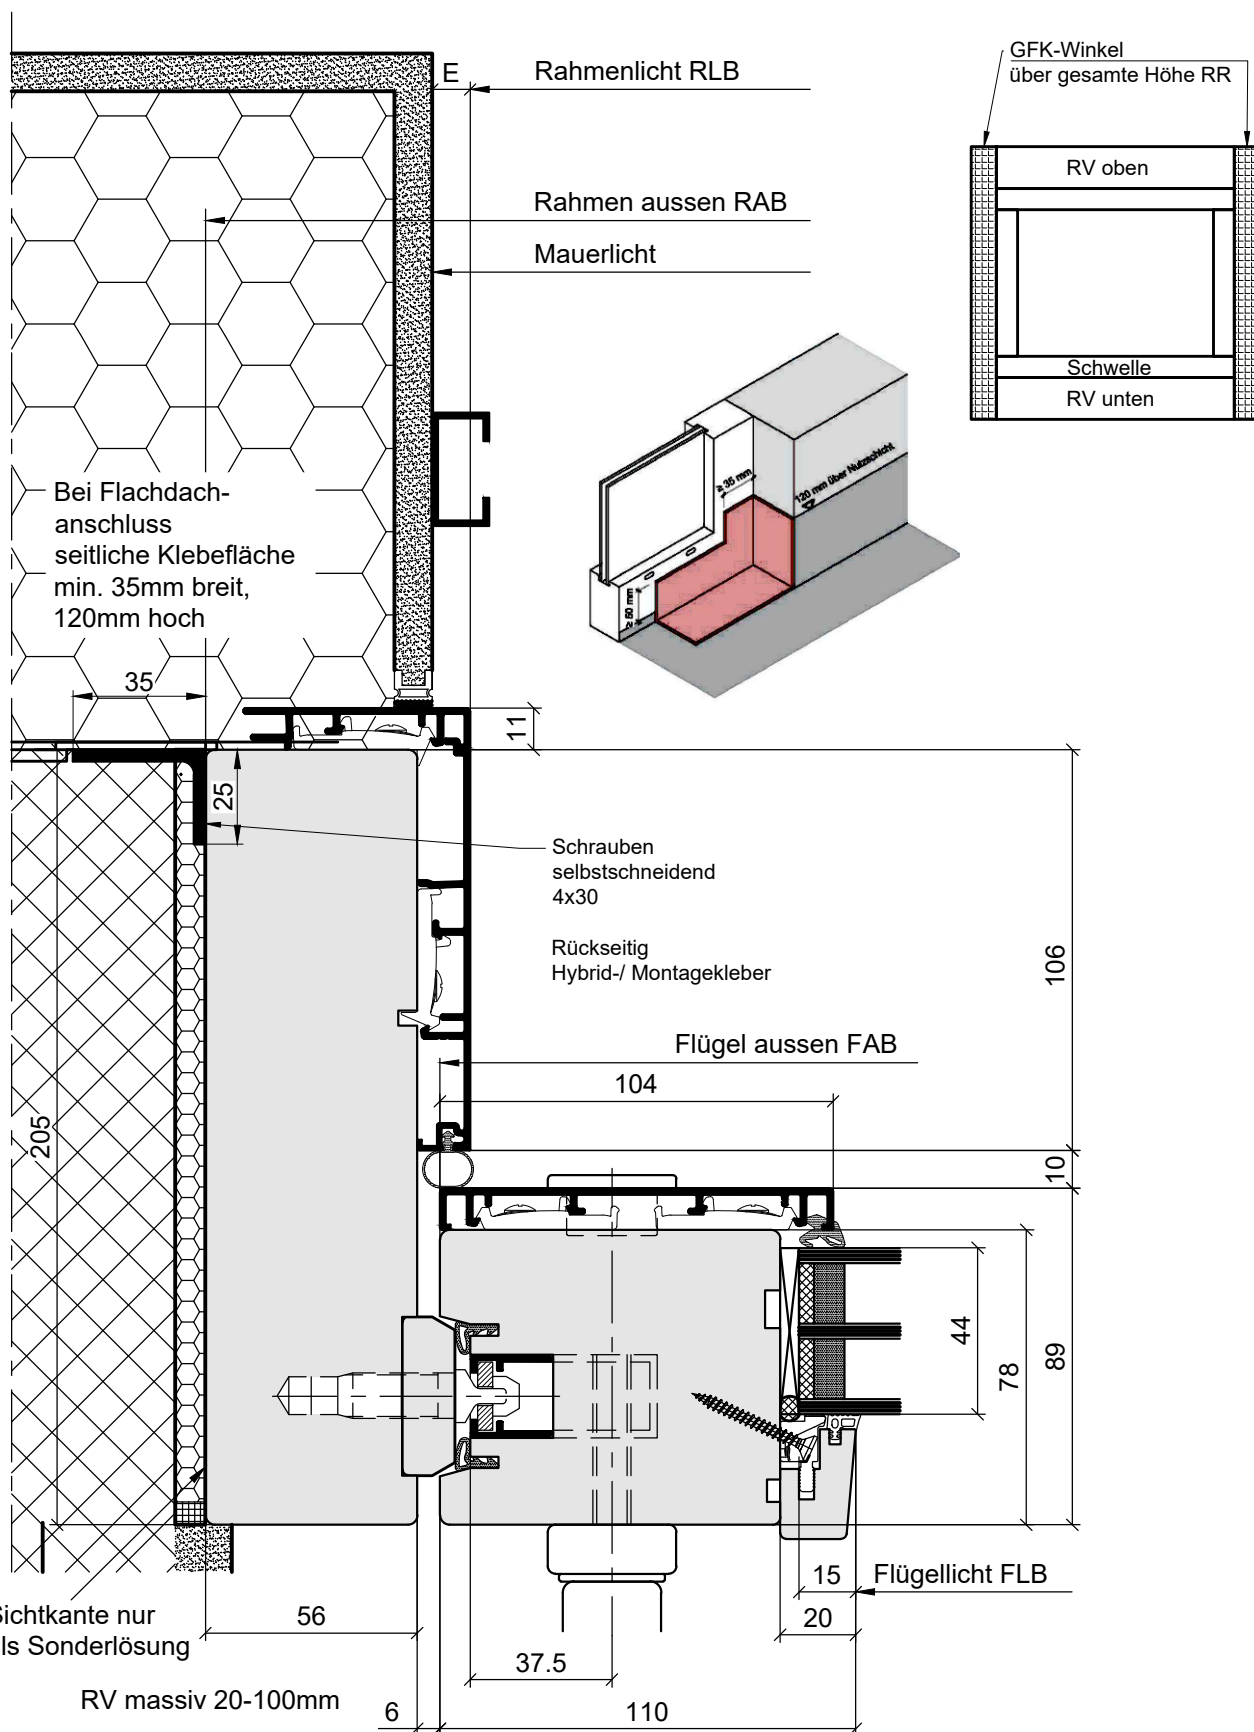 E
Rahmenlicht RLB
GFK-Winkel
über gesamte Höhe RR
RV oben
Rahmen aussen RAB
Mauerlicht
Schwelle
RV unten
≥ 35 mm
120 mm über Nutzschicht
≥ 60 mm
Bei Flachdach-
anschluss
seitliche Klebefläche
min. 35mm breit,
120mm hoch
35
11
25
Schrauben
selbstschneidend
4x30
Rückseitig
Hybrid-/ Montagekleber
106
Flügel aussen FAB
104
205
10
44
78
89
15
Flügellicht FLB
20
Sichtkante nur
als Sonderlösung
56
37.5
RV massiv 20-100mm
6
110